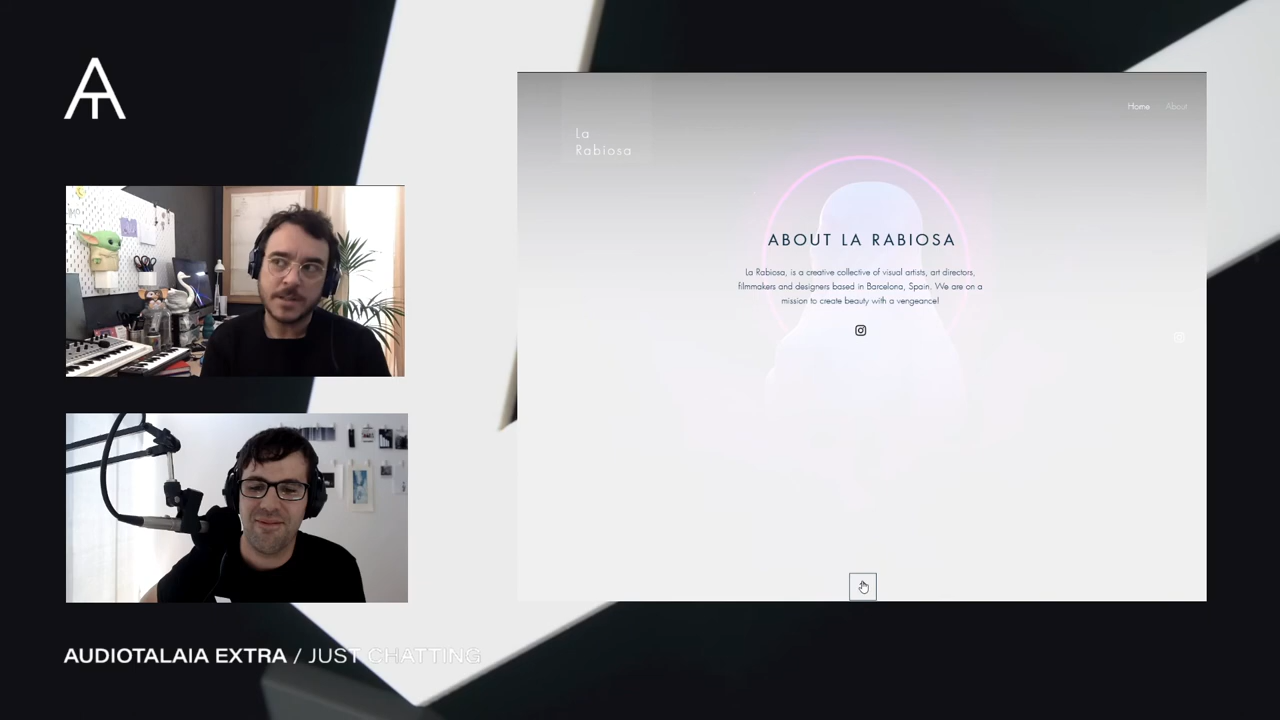 AT
La
Rabiosa
Home About
ABOUT LA RABIOSA
La Rabiosa, is a creative collective of visual artists, art directors,
filmmakers and designers based in Barcelona, Spain. We are on a
mission to create beauty with a vengeance!
AUDIOTALAIA EXTRA / JUST CHATTING